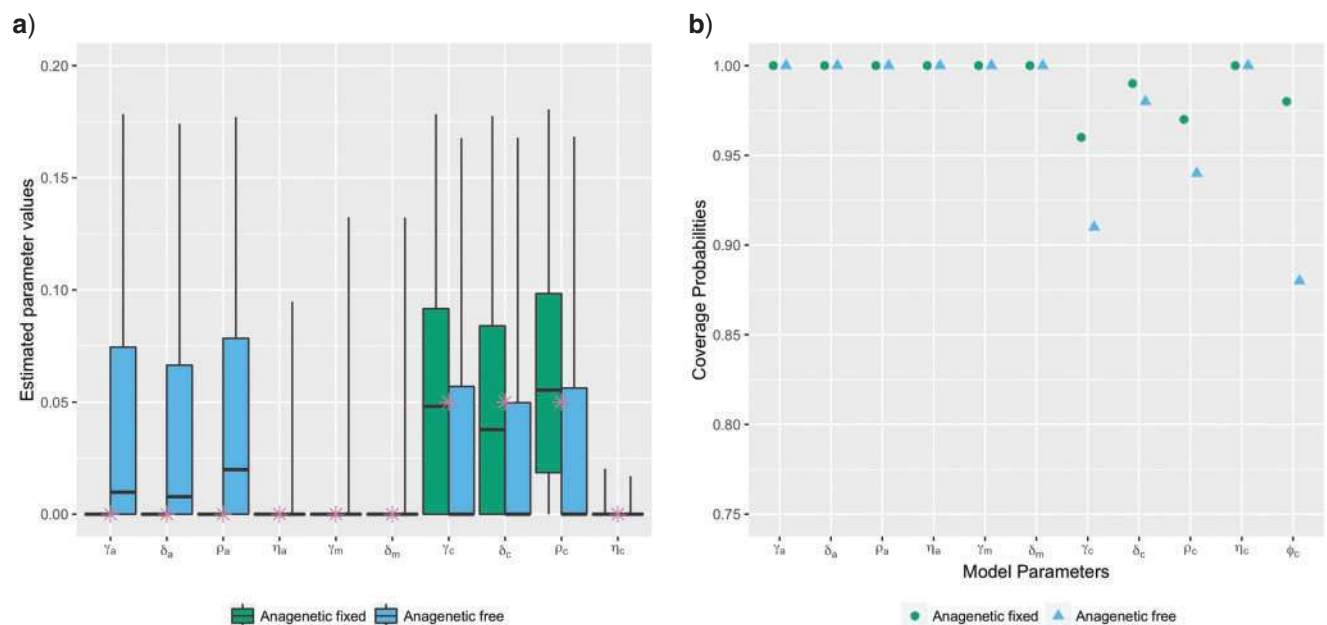 a)
Estimated parameter values
0.20
0.15
0.10
0.05
0.00
γa δa ρa ηa γm δm γc δc ρc ηc
Anagenetic fixed Anagenetic free
b)
Coverage Probabilities
1.00
0.95
0.90
0.85
0.80
0.75
γa δa ρa ηa γm δm γc δc ρc ηc ϕc
Model Parameters
Anagenetic fixed Anagenetic free